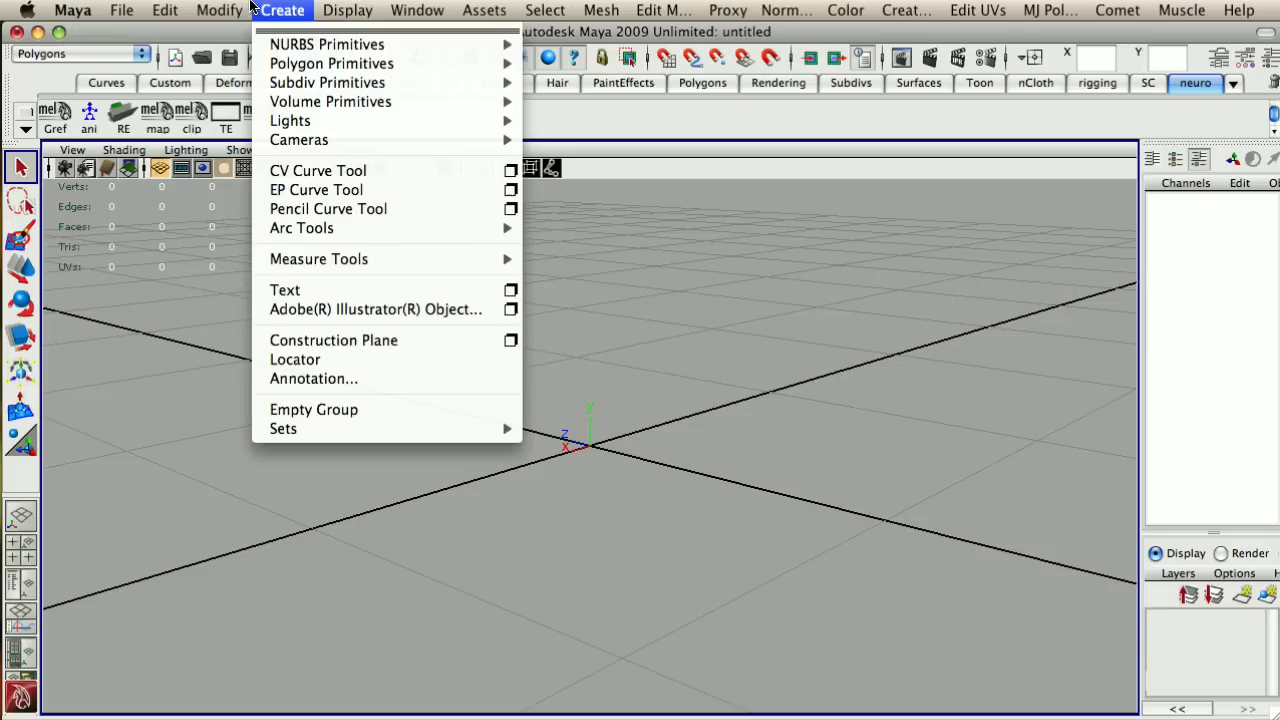 Maya File Edit Modify Create Display Window Assets Select Mesh Edit M... Proxy Norm... Color Creat... Edit UVs MJ Pol... Comet Muscle Help
Autodesk Maya 2009 Unlimited: untitled
Polygons
X
Y
Curves Custom Deform Hair PaintEffects Polygons Rendering Subdivs Surfaces Toon nCloth rigging SC neuro
mel mel mel
Gref ani RE map clip TE
View Shading Lighting Show
Verts: 0 0 0
Edges: 0 0 0
Faces: 0 0 0
Tris: 0 0 0
UVs: 0 0 0
NURBS Primitives
Polygon Primitives
Subdiv Primitives
Volume Primitives
Lights
Cameras
CV Curve Tool
EP Curve Tool
Pencil Curve Tool
Arc Tools
Measure Tools
Text
Adobe(R) Illustrator(R) Object...
Construction Plane
Locator
Annotation...
Empty Group
Sets
y
z
x
Channels Edit
Display Render
Layers Options
<< >>